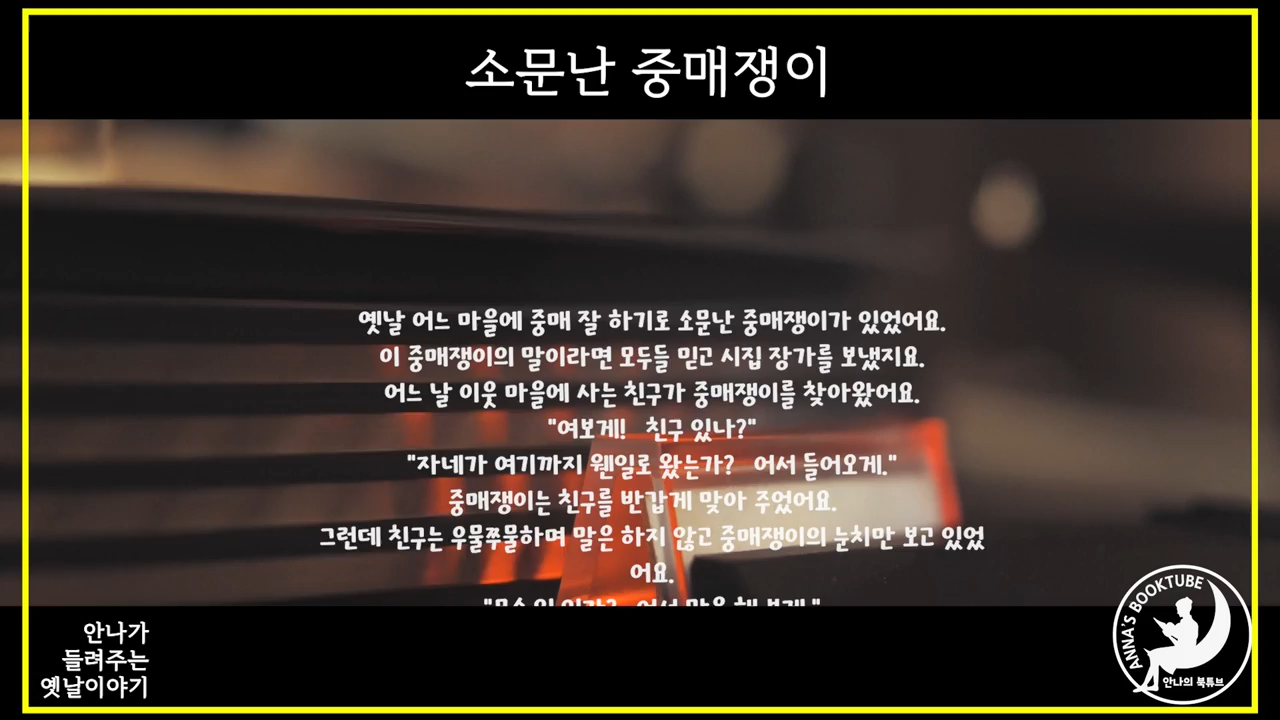 소문난 중매쟁이
옛날 어느 마을에 중매 잘 하기로 소문난 중매쟁이가 있었어요.
이 중매쟁이의 말이라면 모두들 믿고 시집 장가를 보냈지요.
어느 날 이웃 마을에 사는 친구가 중매쟁이를 찾아왔어요.
"여보게! 친구 있나?"
"자네가 여기까지 웬일로 왔는가? 어서 들어오게."
중매쟁이는 친구를 반갑게 맞아 주었어요.
그런데 친구는 우물쭈물하며 말은 하지 않고 중매쟁이의 눈치만 보고 있었
어요.
안나가
들려주는
옛날이야기
ANNA'S BOOKTUBE
안나의 북튜브